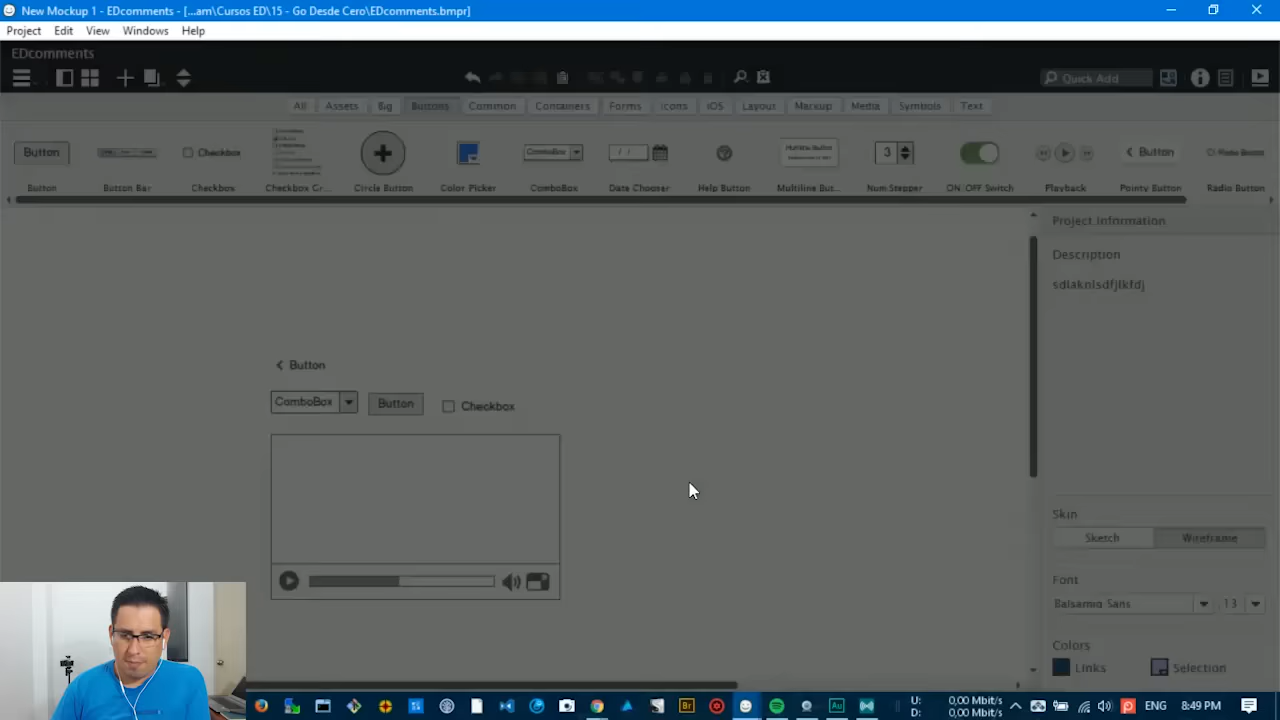 New Mockup 1 - EDcomments - [...am\Cursos ED\15 - Go Desde Cero\EDcomments.bmpr]
Project Edit View Windows Help
EDcomments
Quick Add
All Assets Big Buttons Common Containers Forms Icons iOS Layout Markup Media Symbols Text
Button Checkbox ComboBox / / 3 Button Radio Button
Button Button Bar Checkbox Checkbox Gr... Circle Button Color Picker ComboBox Date Chooser Help Button Multiline But... Num.Stepper ON/OFF Switch Playback Pointy Button Radio Button
Project Information
Description
sdlaknlsdfjlkfdj
Button
ComboBox Button Checkbox
Skin
Sketch Wireframe
Font
Balsamiq Sans 13
Colors
Links Selection
Br Au
U: 0,00 Mbit/s
D: 0,00 Mbit/s
ENG 8:49 PM